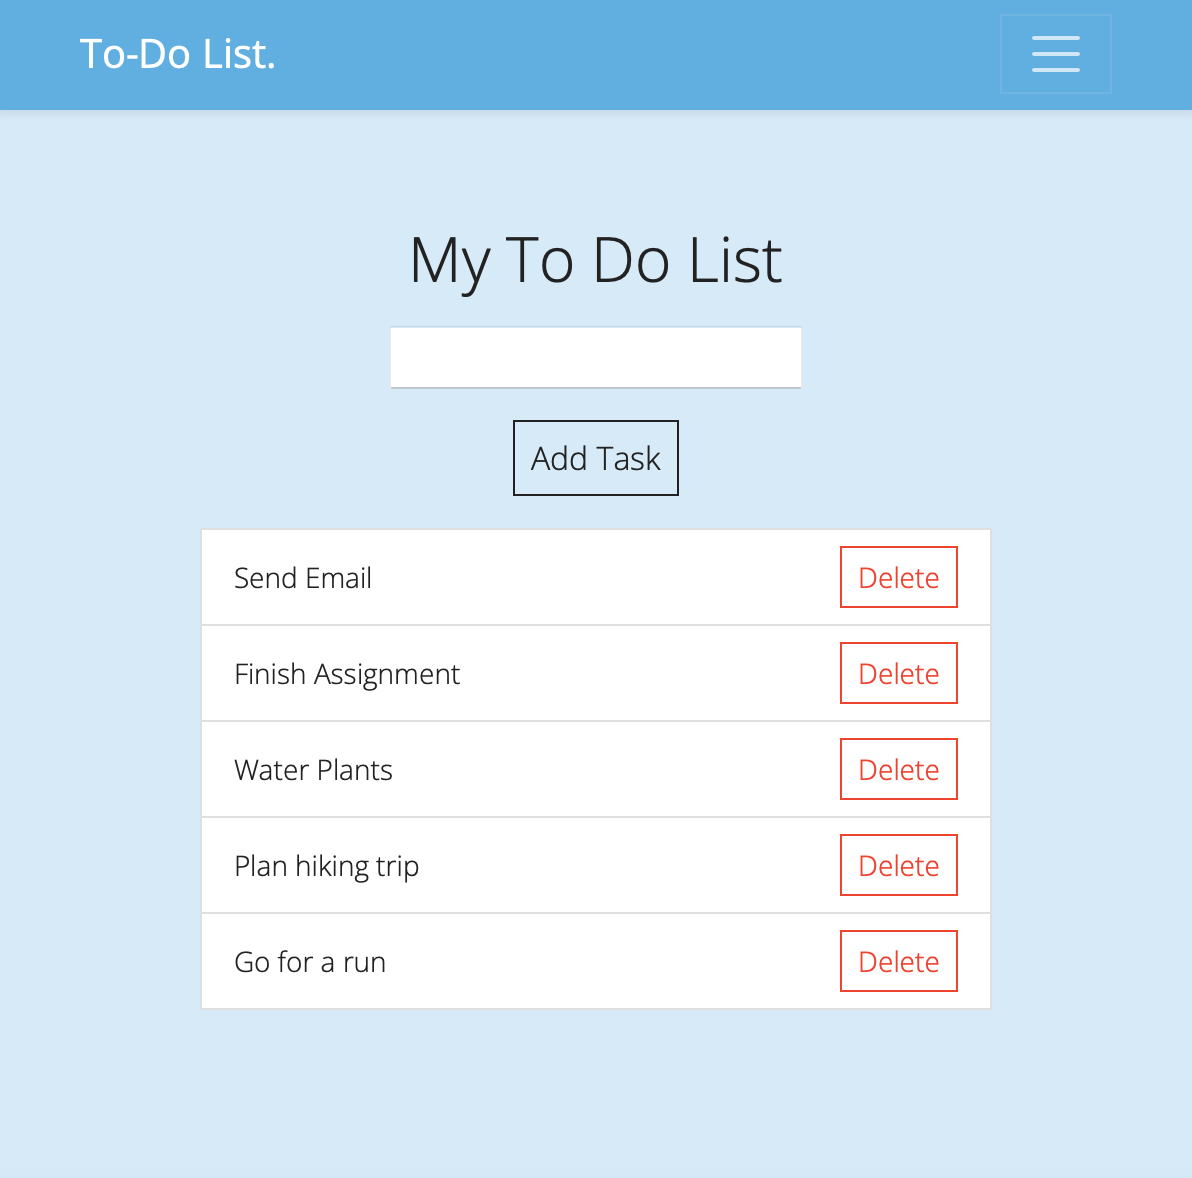 To-Do List.
My To Do List
Add Task
Send Email Delete
Finish Assignment Delete
Water Plants Delete
Plan hiking trip Delete
Go for a run Delete